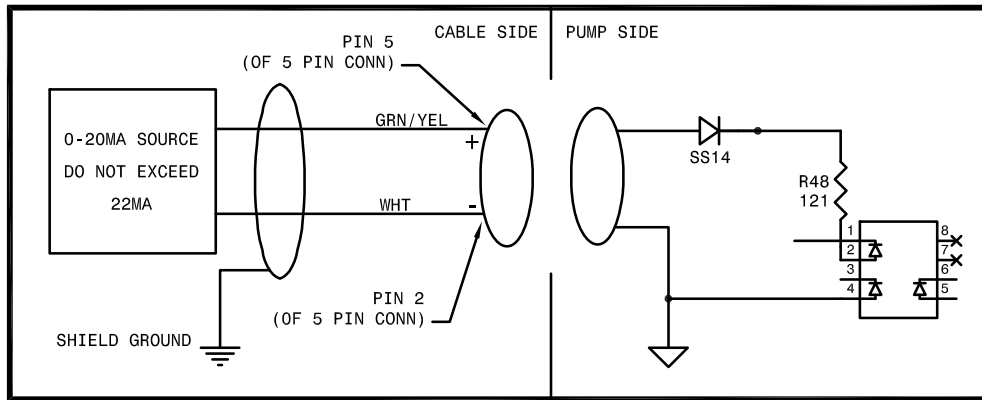 CABLE SIDE
PUMP SIDE
PIN 5
(OF 5 PIN CONN)
0-20MA SOURCE
DO NOT EXCEED
22MA
GRN/YEL
+
WHT
-
PIN 2
(OF 5 PIN CONN)
SHIELD GROUND
SS14
R48
121
1
2
3
4
8
7
6
5